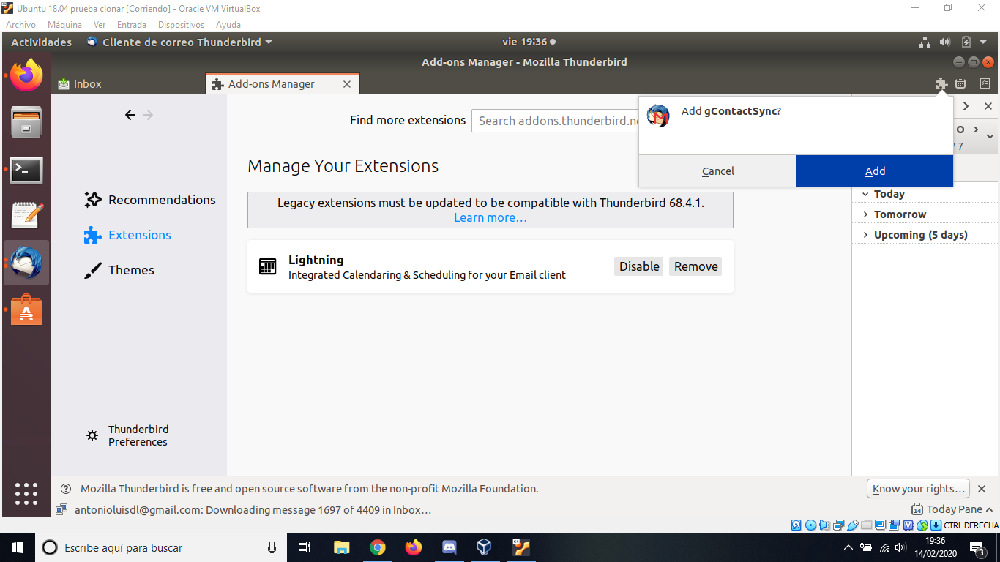 Ubuntu 18.04 prueba clonar [Corriendo] - Oracle VM VirtualBox
Archivo Máquina Ver Entrada Dispositivos Ayuda
Actividades Cliente de correo Thunderbird vie 19:36
Add-ons Manager - Mozilla Thunderbird
Inbox Add-ons Manager
Find more extensions Search addons.thunderbird.ne
Add gContactSync?
Cancel Add
/ 7
Manage Your Extensions
Legacy extensions must be updated to be compatible with Thunderbird 68.4.1.
Learn more…
Recommendations
Extensions
Themes
Lightning
Integrated Calendaring & Scheduling for your Email client
Disable Remove
Today
Tomorrow
Upcoming (5 days)
Thunderbird
Preferences
Mozilla Thunderbird is free and open source software from the non-profit Mozilla Foundation.
Know your rights…
antonioluisdl@gmail.com: Downloading message 1697 of 4409 in Inbox…
14 Today Pane
CTRL DERECHA
Escribe aquí para buscar
64
19:36
14/02/2020
3